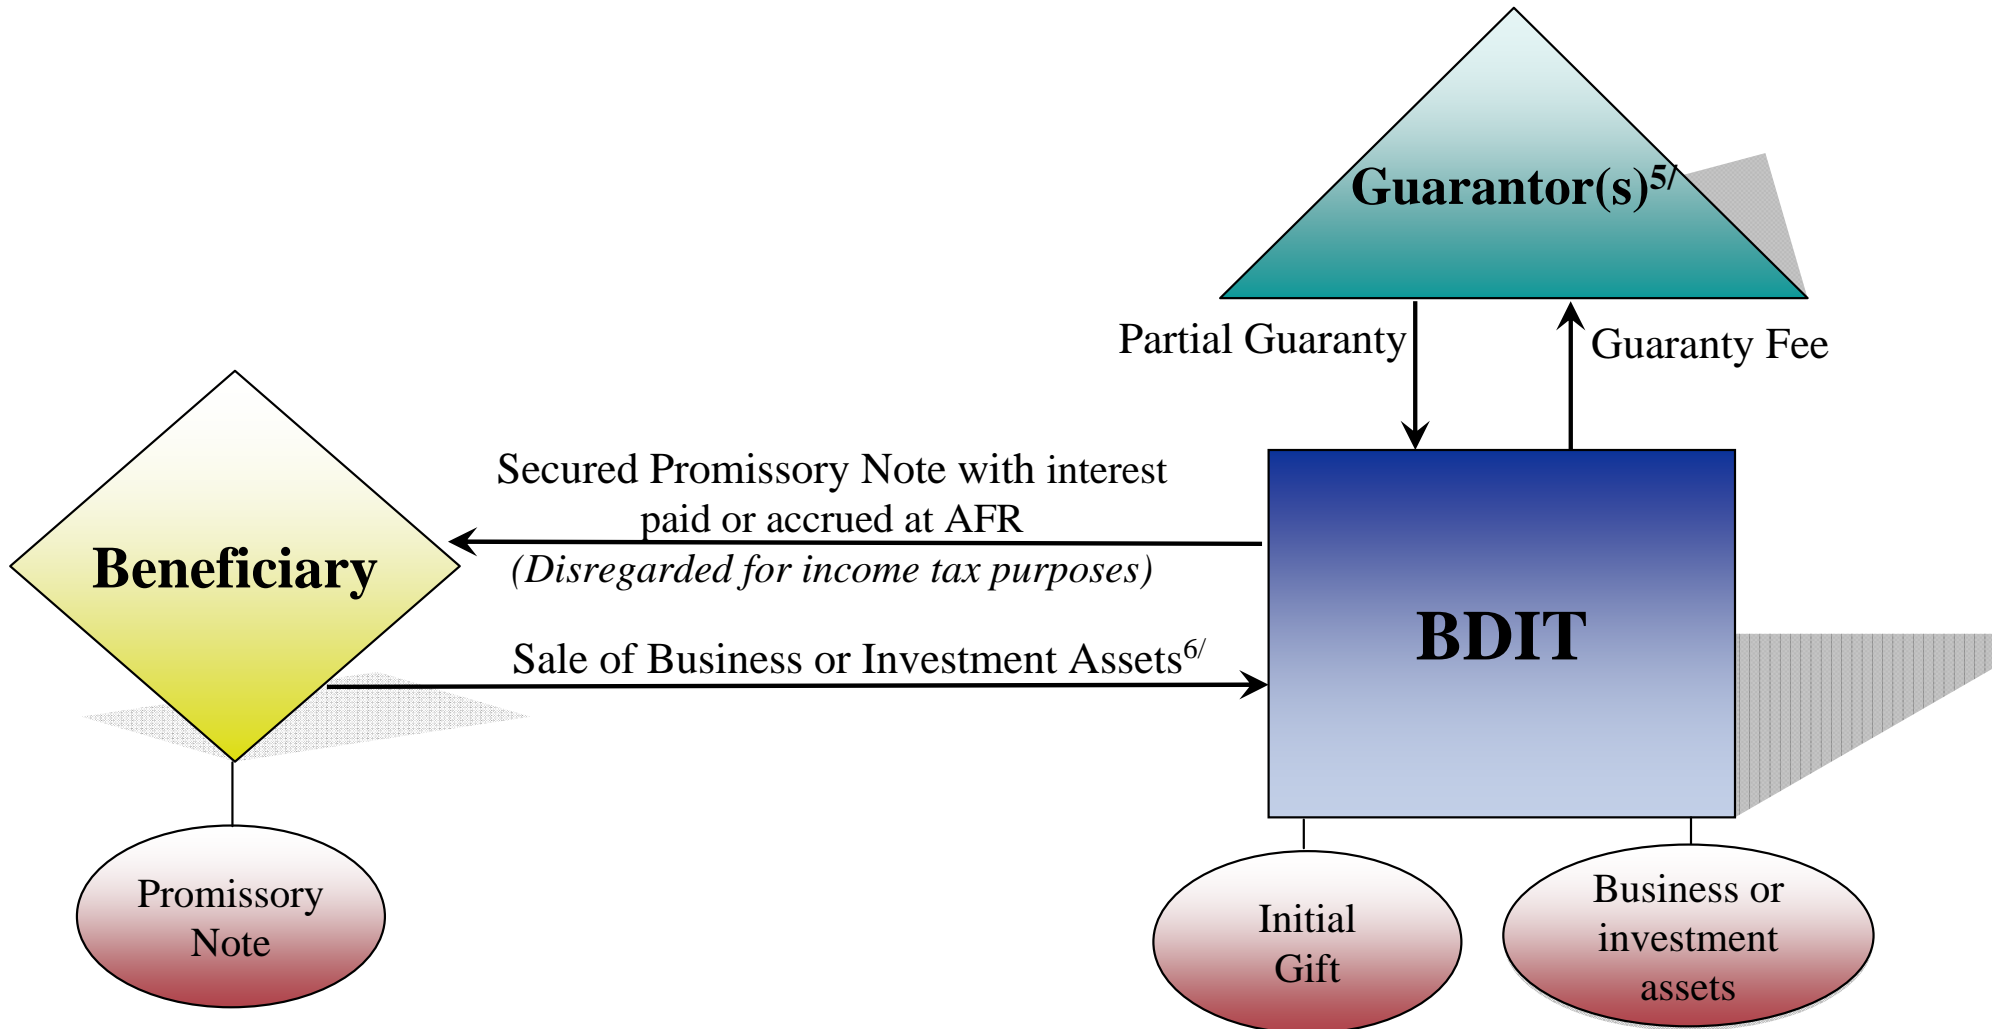 Guarantor(s)5/
Partial Guaranty
Guaranty Fee
Secured Promissory Note with interest
paid or accrued at AFR
(Disregarded for income tax purposes)
Beneficiary
BDIT
Sale of Business or Investment Assets6/
Promissory
Note
Initial
Gift
Business or
investment
assets